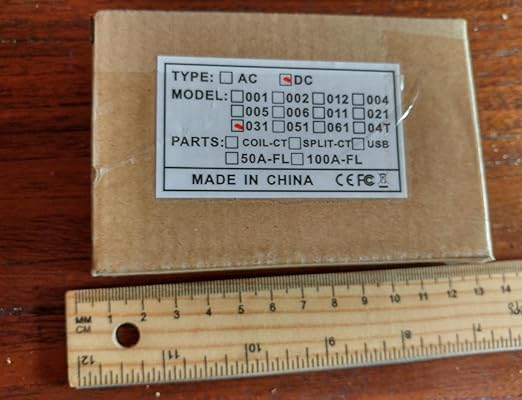 TYPE: AC DC
MODEL: 001 002 012 004
005 006 011 021
031 051 061 04T
PARTS: COIL-CT SPLIT-CT USB
50A-FL 100A-FL
MADE IN CHINA CE FC
MM 1 2 3 4 5 6 7 8 9 10 11 12 13 14
CM
12 11 10 9 8 7